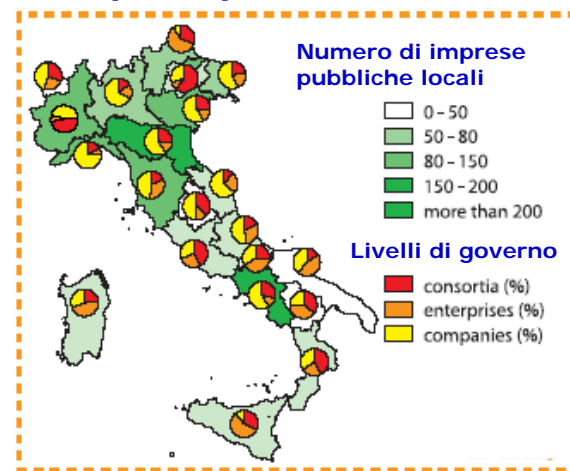 Numero di imprese
pubbliche locali
0 – 50
50 – 80
80 – 150
150 – 200
more than 200
Livelli di governo
consortia (%)
enterprises (%)
companies (%)